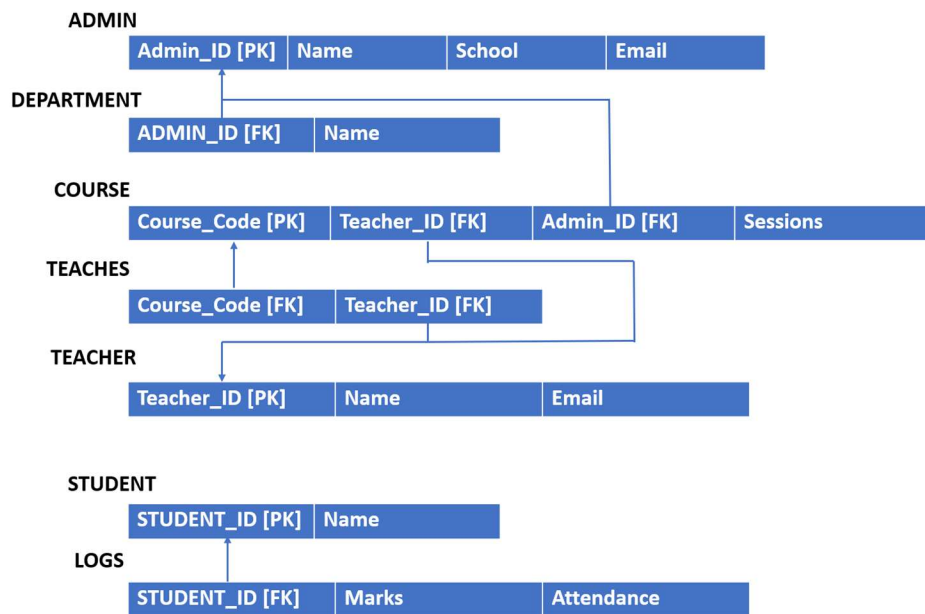 ADMIN
Admin_ID [PK] Name School Email
DEPARTMENT
ADMIN_ID [FK] Name
COURSE
Course_Code [PK] Teacher_ID [FK] Admin_ID [FK] Sessions
TEACHES
Course_Code [FK] Teacher_ID [FK]
TEACHER
Teacher_ID [PK] Name Email
STUDENT
STUDENT_ID [PK] Name
LOGS
STUDENT_ID [FK] Marks Attendance